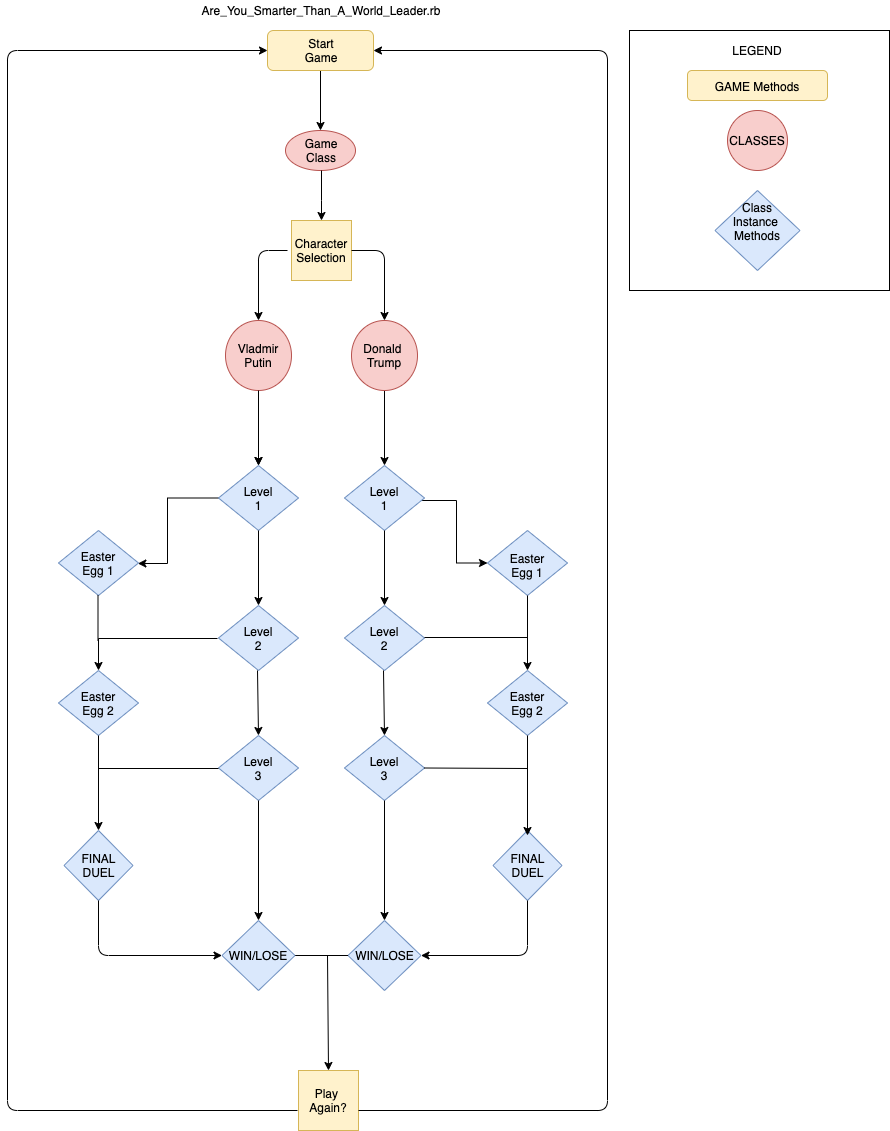 Are_You_Smarter_Than_A_World_Leader.rb
Start
Game
LEGEND
GAME Methods
CLASSES
Class
Instance
Methods
Game
Class
Character
Selection
Vladmir
Putin
Donald
Trump
Level
1
Level
1
Easter
Egg 1
Easter
Egg 1
Level
2
Level
2
Easter
Egg 2
Easter
Egg 2
Level
3
Level
3
FINAL
DUEL
FINAL
DUEL
WIN/LOSE
WIN/LOSE
Play
Again?